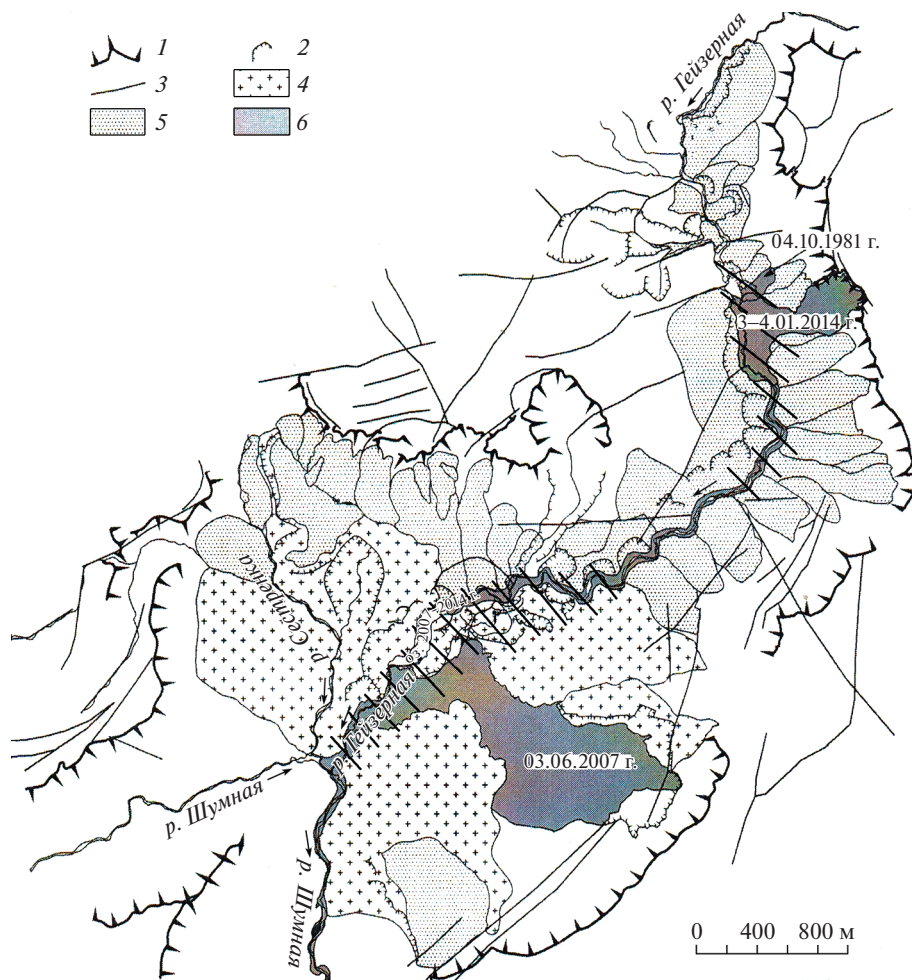 1
2
3
4
5
6
р. Гейзерная
04.10.1981 г.
3–4.01.2014 г.
р. Сестренка
р. Гейзерная
03.06.2007 г.
р. Шумная
р. Шумная
0 400 800 м